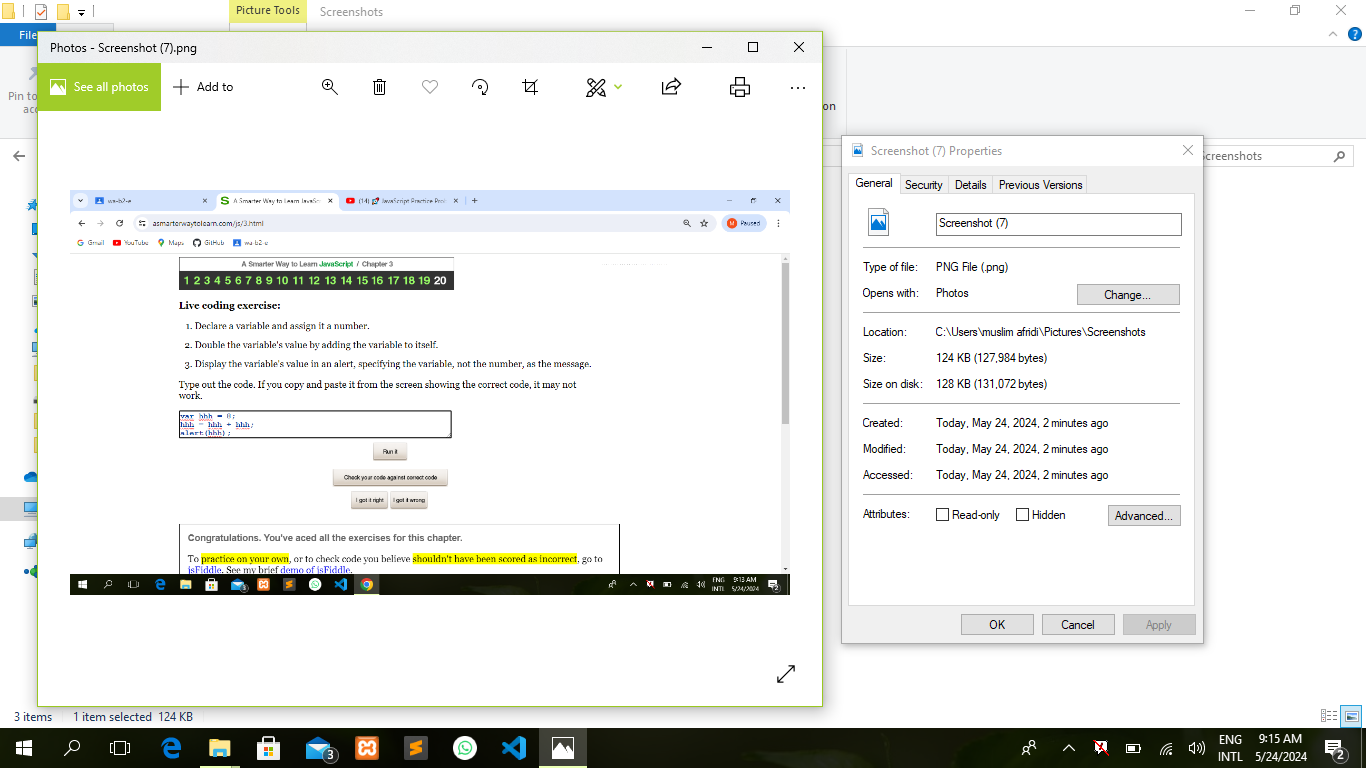 Picture Tools
Screenshots
File
Pin to
acc
on
Screenshots
Photos - Screenshot (7).png
See all photos
Add to
wa-b2-e
A Smarter Way to Learn JavaSc
(14) JavaScript Practice Prob
asmarterwaytolearn.com/js/3.html
M Paused
Gmail
YouTube
Maps
GitHub
wa-b2-e
A Smarter Way to Learn JavaScript / Chapter 3
1 2 3 4 5 6 7 8 9 10 11 12 13 14 15 16 17 18 19 20
Live coding exercise:
1. Declare a variable and assign it a number.
2. Double the variable's value by adding the variable to itself.
3. Display the variable's value in an alert, specifying the variable, not the number, as the message.
Type out the code. If you copy and paste it from the screen showing the correct code, it may not
work.
var hhh = 8;
hhh = hhh + hhh;
alert(hhh);
Run it
Check your code against correct code
I got it right
I got it wrong
Congratulations. You've aced all the exercises for this chapter.
To practice on your own, or to check code you believe shouldn't have been scored as incorrect, go to
jsFiddle. See my brief demo of jsFiddle.
3
ENG
INTL
9:13 AM
5/24/2024
2
Screenshot (7) Properties
General
Security
Details
Previous Versions
Screenshot (7)
Type of file: PNG File (.png)
Opens with: Photos
Change...
Location: C:\Users\muslim afridi\Pictures\Screenshots
Size: 124 KB (127,984 bytes)
Size on disk: 128 KB (131,072 bytes)
Created: Today, May 24, 2024, 2 minutes ago
Modified: Today, May 24, 2024, 2 minutes ago
Accessed: Today, May 24, 2024, 2 minutes ago
Attributes: Read-only Hidden
Advanced...
OK
Cancel
Apply
3 items
1 item selected 124 KB
3
ENG
INTL
9:15 AM
5/24/2024
2